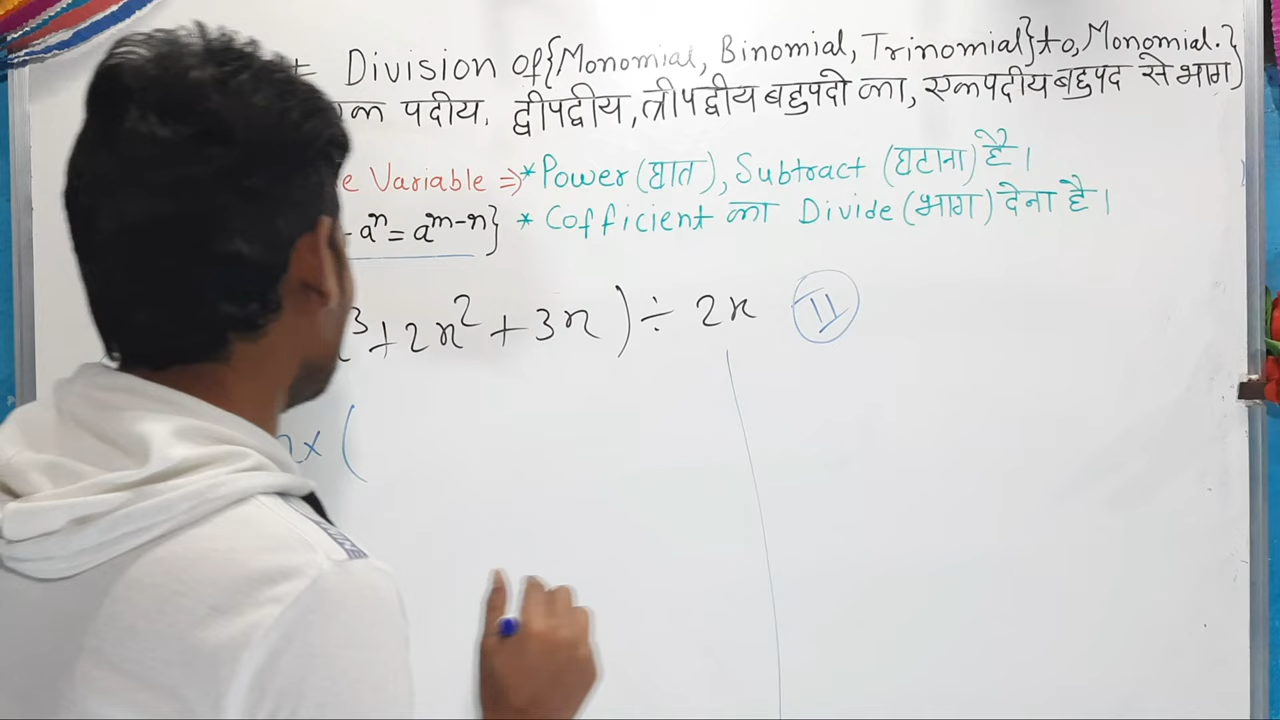 Division of {Monomial, Binomial, Trinomial} to, Monomial.}
पदीय. द्वीपद्वीय, त्रीपद्वीय बहुपदो का, एकपदीय बहुपद से भाग)
e Variable ⇒ * Power (घात), Subtract (घटाना) है।
- aⁿ = aᵐ⁻ⁿ} * Cofficient का Divide (भाग) देना है।
³ + 2x² + 3x) ÷ 2x 11
x (